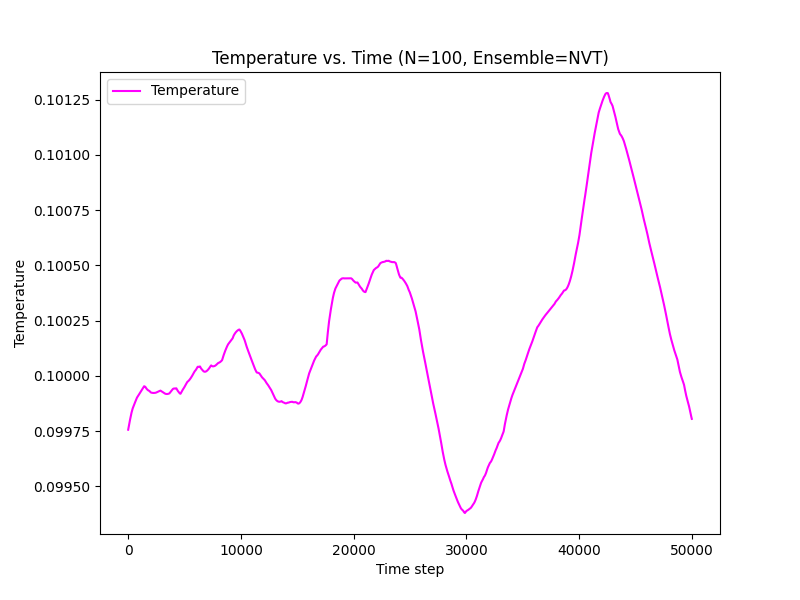 Temperature vs. Time (N=100, Ensemble=NVT)
Temperature
0.10125
0.10100
0.10075
0.10050
0.10025
0.10000
0.09975
0.09950
Temperature
0 10000 20000 30000 40000 50000
Time step